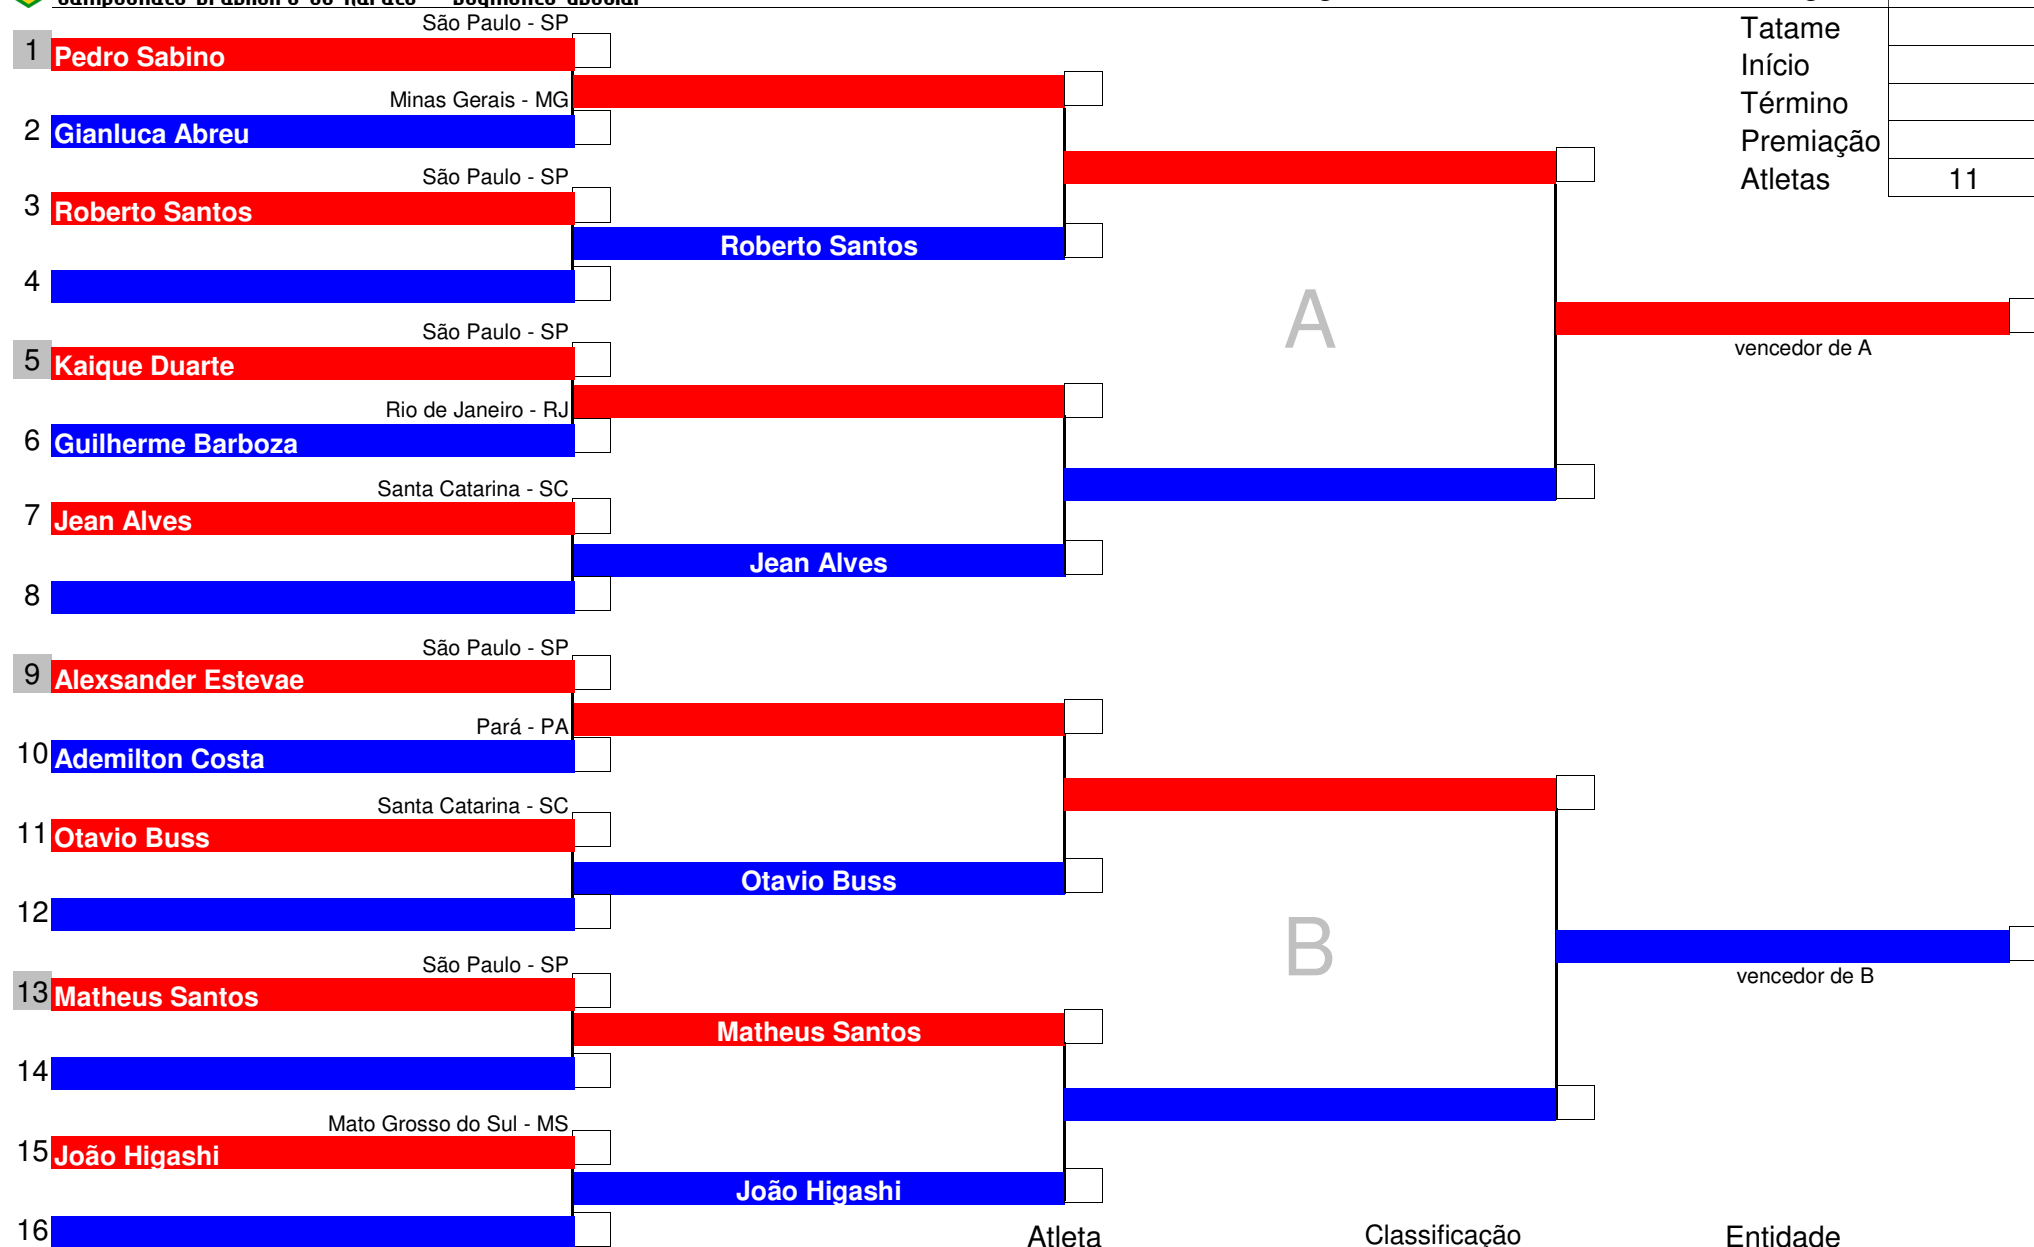 São Paulo - SP
1 Pedro Sabino
Minas Gerais - MG
2 Gianluca Abreu
São Paulo - SP
3 Roberto Santos
Roberto Santos
4
São Paulo - SP
5 Kaique Duarte
Rio de Janeiro - RJ
6 Guilherme Barboza
Santa Catarina - SC
7 Jean Alves
Jean Alves
8
São Paulo - SP
9 Alexsander Estevae
Pará - PA
10 Ademilton Costa
Santa Catarina - SC
11 Otavio Buss
Otavio Buss
12
São Paulo - SP
13 Matheus Santos
Matheus Santos
14
Mato Grosso do Sul - MS
15 João Higashi
João Higashi
16
A
B
Tatame
Início
Término
Premiação
Atletas 11
vencedor de A
vencedor de B
Atleta Classificação Entidade